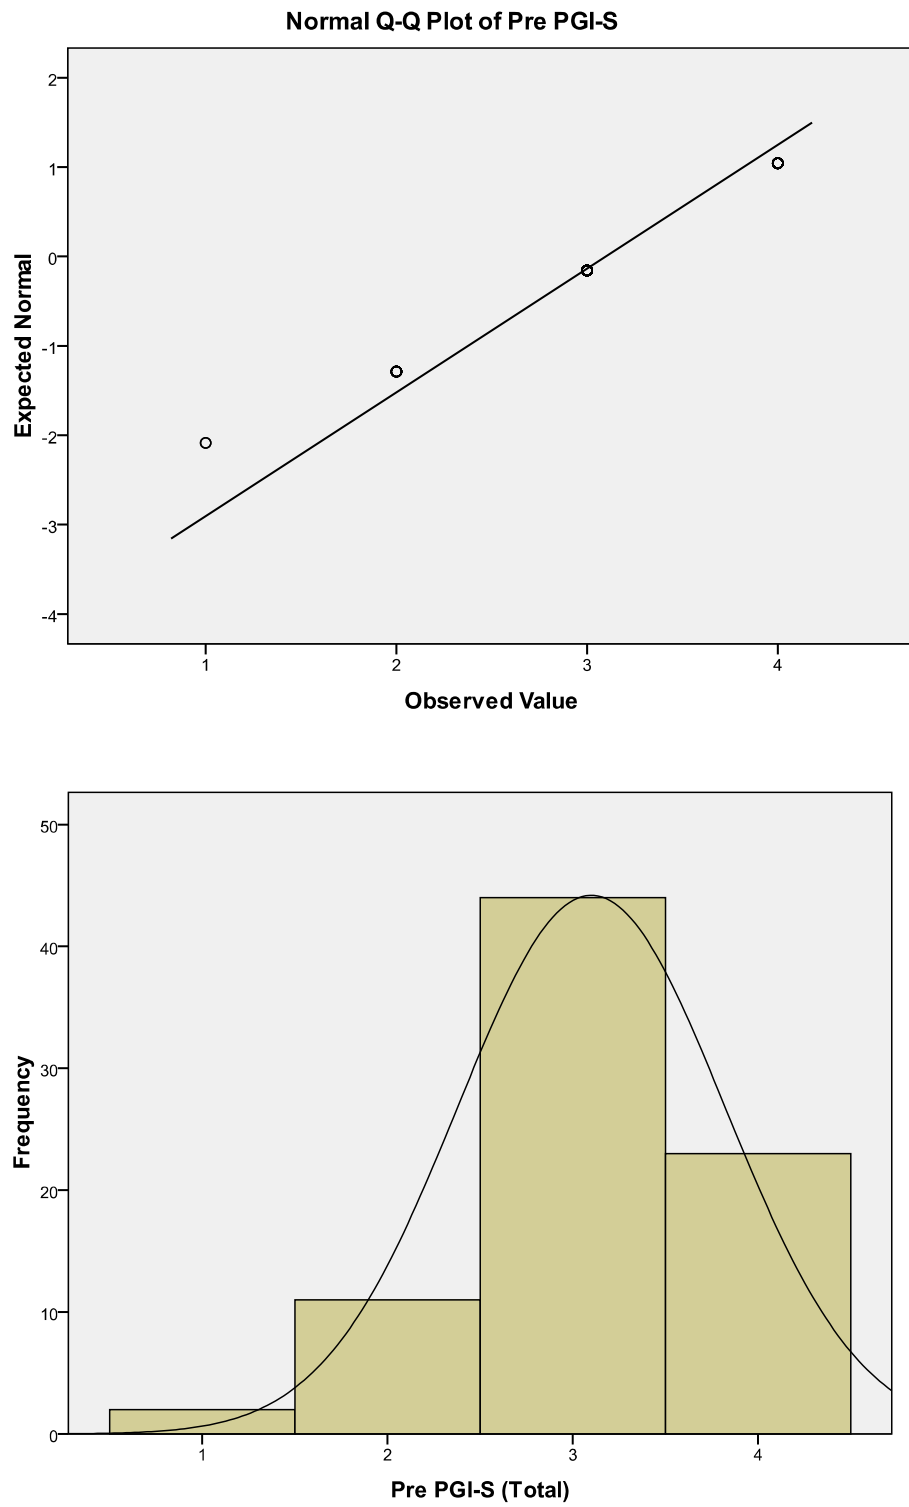 Normal Q-Q Plot of Pre PGI-S
2
1
0
-1
-2
-3
-4
Expected Normal
1 2 3 4
Observed Value
50
40
30
20
10
0
Frequency
1 2 3 4
Pre PGI-S (Total)